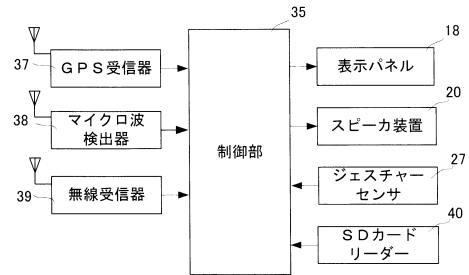 35
18
37
GPS受信器
表示パネル
20
38
マイクロ波
検出器
スピーカ装置
制御部
27
39
無線受信器
ジェスチャー
センサ
40
SDカード
リーダー